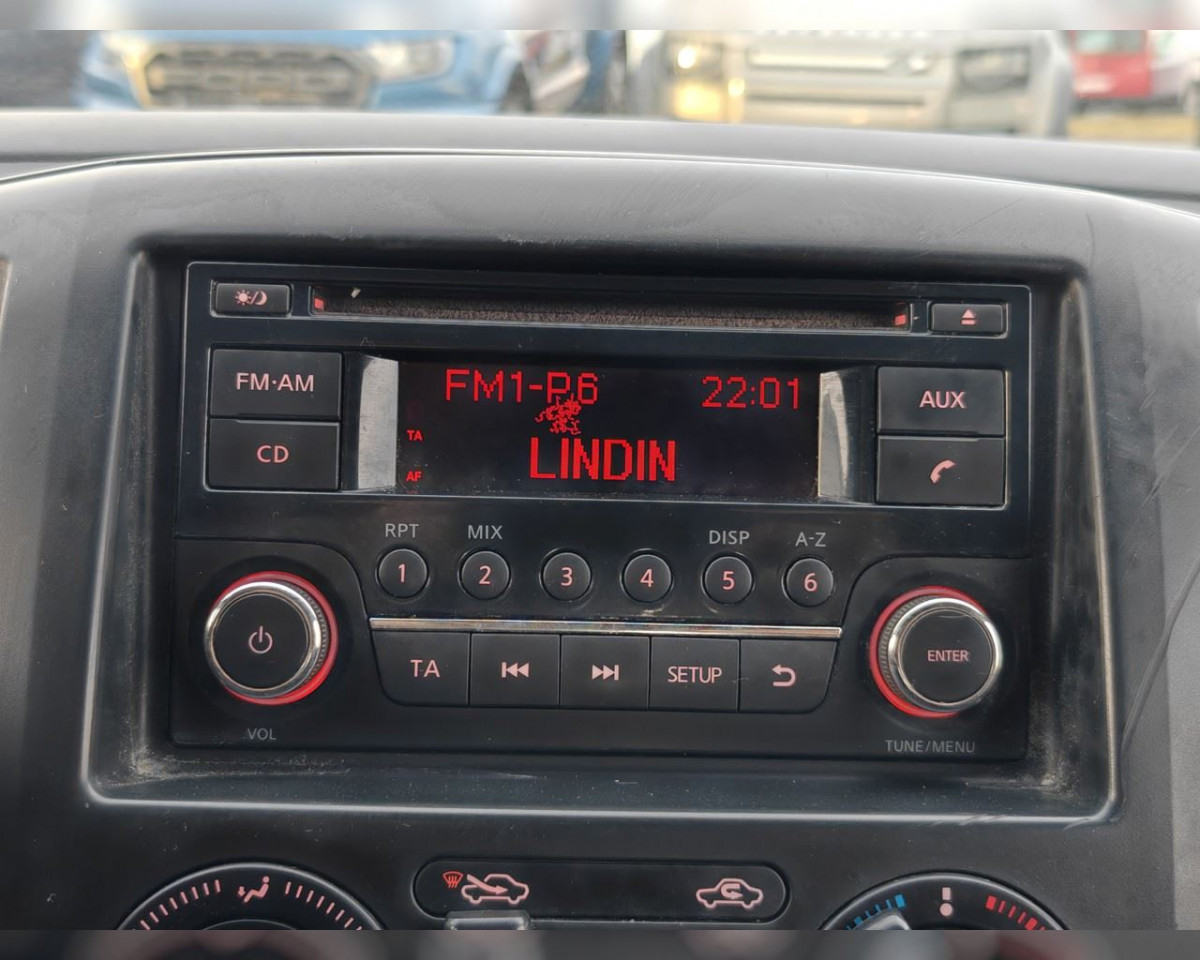 FM·AM
CD
FM1-P6 22:01
TA
AF
LINDIN
AUX
RPT MIX DISP A-Z
1 2 3 4 5 6
TA SETUP
ENTER
VOL
TUNE/MENU